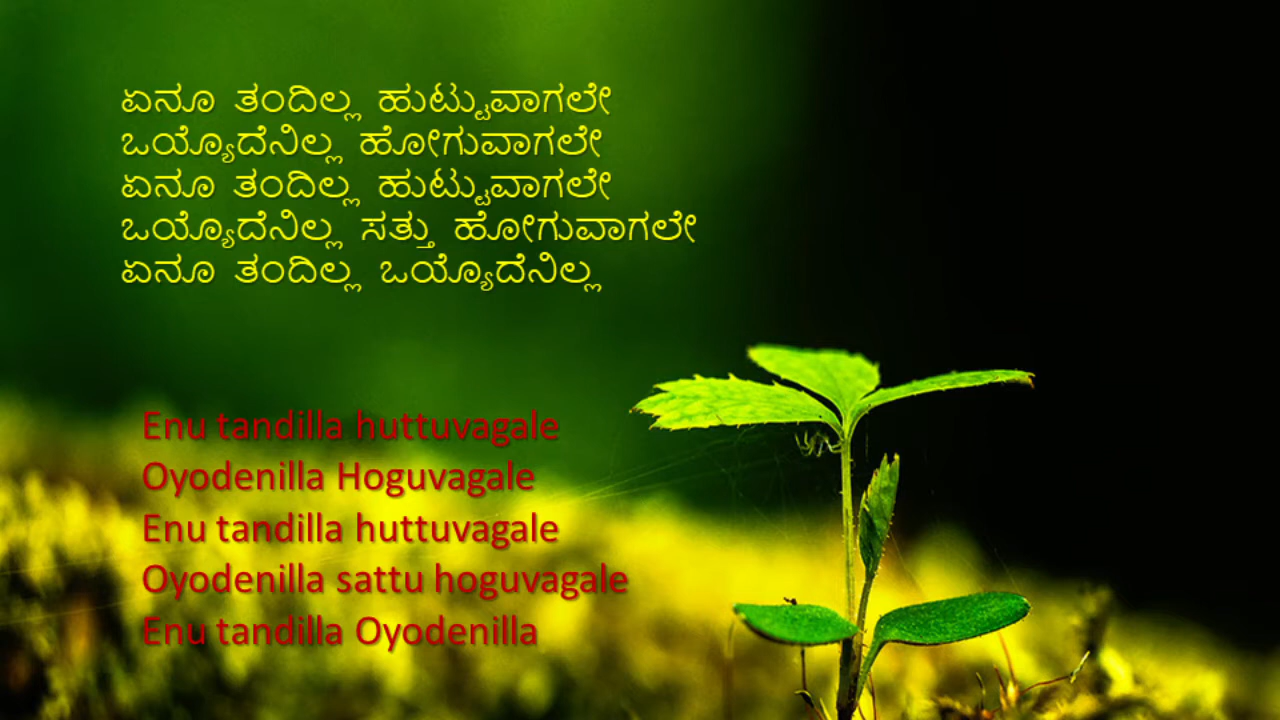 ಏನೂ ತಂದಿಲ್ಲ ಹುಟ್ಟುವಾಗಲೇ
ಒಯ್ಯೊದೆನಿಲ್ಲ ಹೋಗುವಾಗಲೇ
ಏನೂ ತಂದಿಲ್ಲ ಹುಟ್ಟುವಾಗಲೇ
ಒಯ್ಯೊದೆನಿಲ್ಲ ಸತ್ತು ಹೋಗುವಾಗಲೇ
ಏನೂ ತಂದಿಲ್ಲ ಒಯ್ಯೊದೆನಿಲ್ಲ
Enu tandilla huttuvagale
Oyodenilla Hoguvagale
Enu tandilla huttuvagale
Oyodenilla sattu hoguvagale
Enu tandilla Oyodenilla